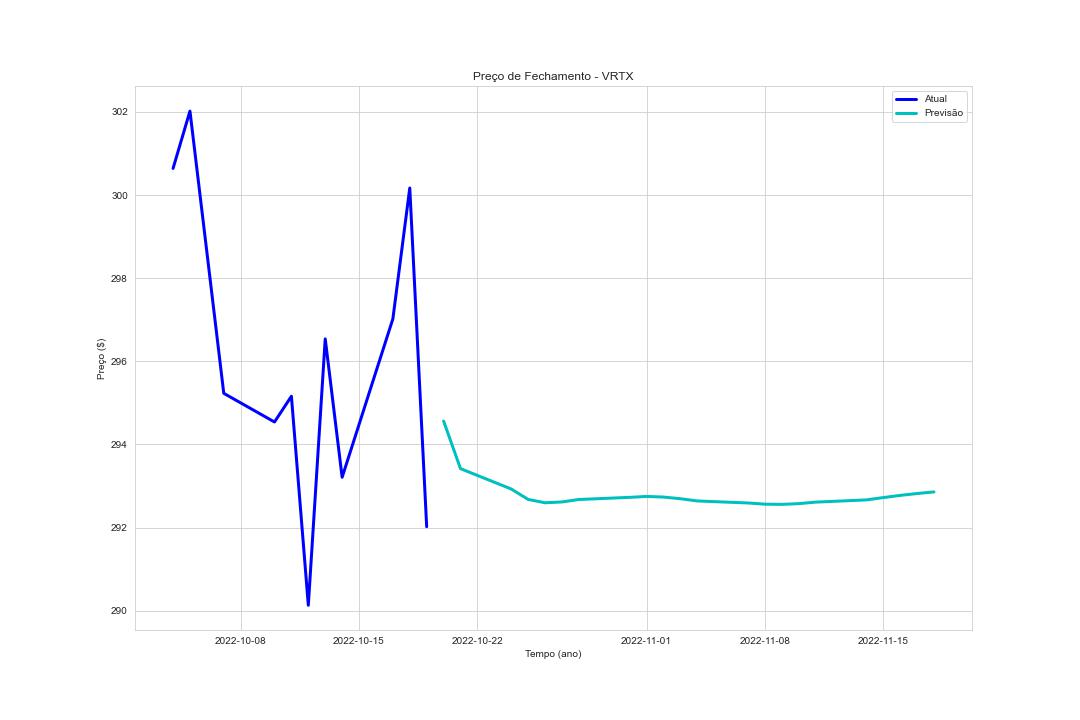 Preço de Fechamento - VRTX
Atual
Previsão
302
300
298
296
294
292
290
Preço ($)
2022-10-08
2022-10-15
2022-10-22
2022-11-01
2022-11-08
2022-11-15
Tempo (ano)